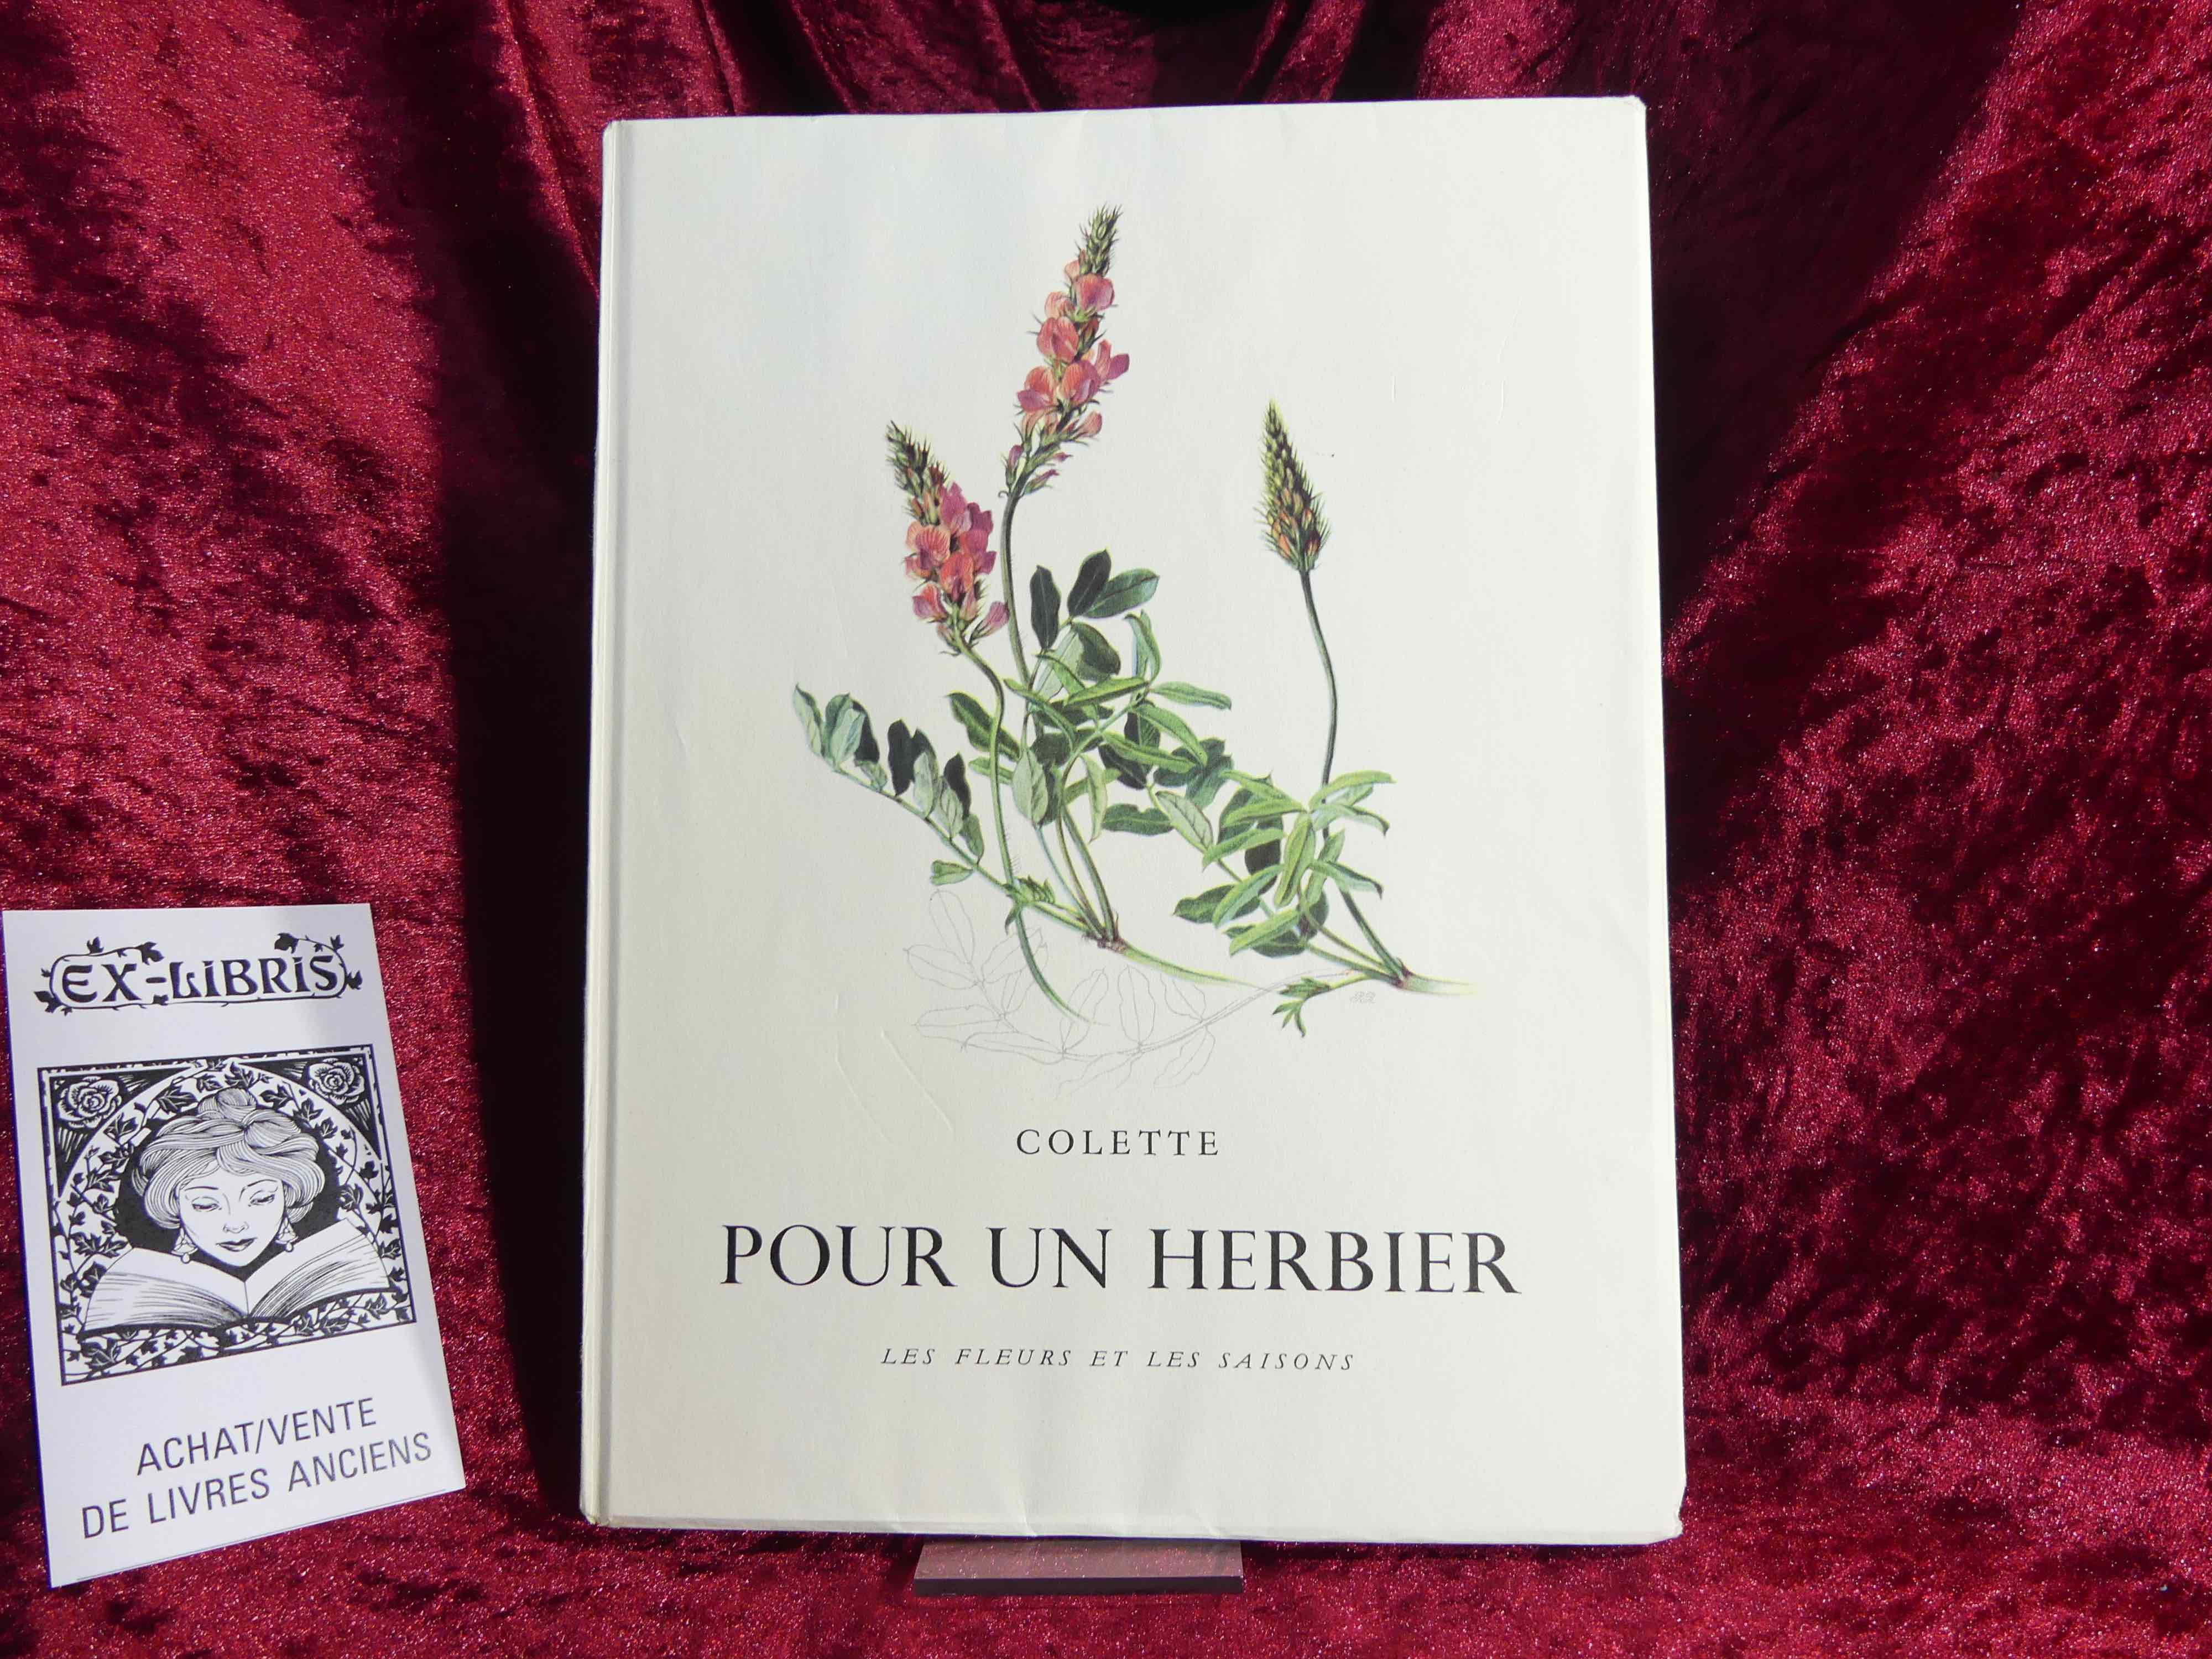 COLETTE
POUR UN HERBIER
LES FLEURS ET LES SAISONS
EX-LIBRIS
ACHAT/VENTE
DE LIVRES ANCIENS